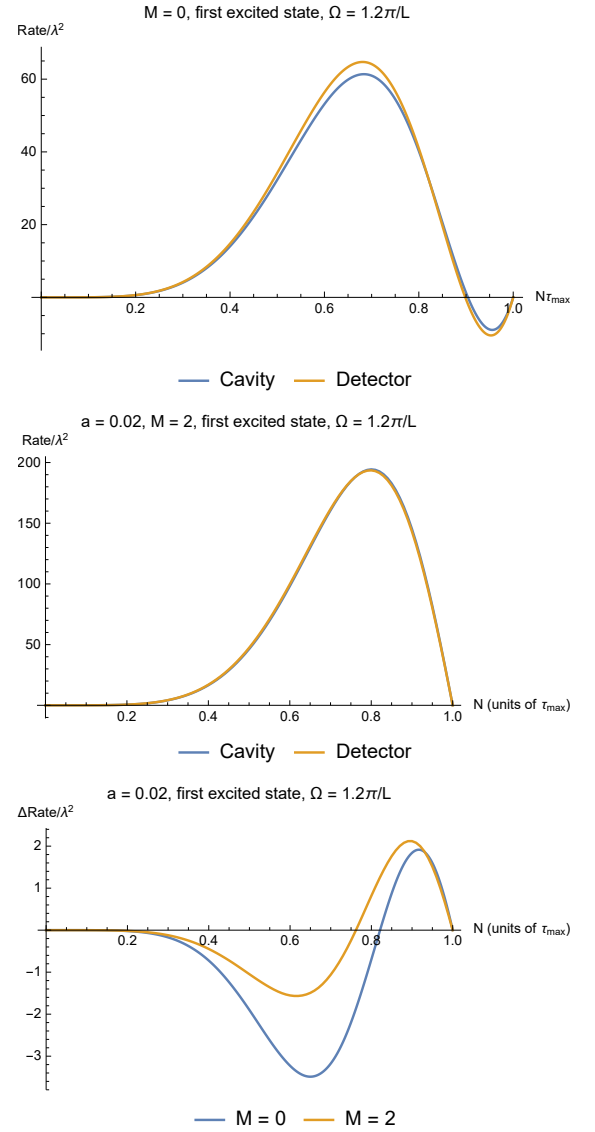 M = 0, first excited state, Ω = 1.2π/L
Rate/λ²
60
40
20
0.2 0.4 0.6 0.8 1.0
Nτmax
Cavity Detector
a = 0.02, M = 2, first excited state, Ω = 1.2π/L
Rate/λ²
200
150
100
50
0.2 0.4 0.6 0.8 1.0
N (units of τmax)
Cavity Detector
a = 0.02, first excited state, Ω = 1.2π/L
ΔRate/λ²
2
1
0.2 0.4 0.6 0.8 1.0
N (units of τmax)
−1
−2
−3
M = 0 M = 2